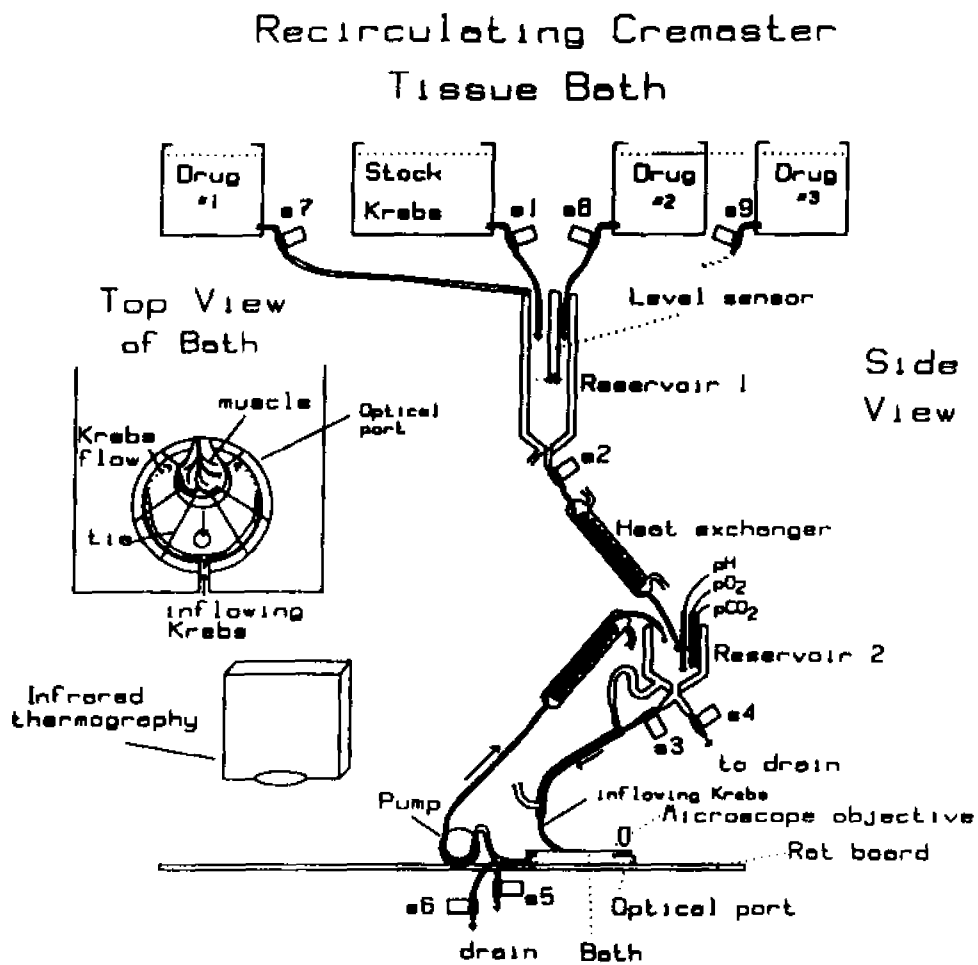 Recirculating Cremaster
Tissue Bath
Drug
#1
Stock
Krebs
Drug
#2
Drug
#3
s7
s1
s8
s9
Level sensor
Top View
of Bath
Side
View
Reservoir 1
muscle
Optical
port
Krebs
flow
s2
tie
Heat exchanger
pH
pO2
pCO2
inflowing
Krebs
Reservoir 2
Infrared
thermography
s4
s3
to drain
Pump
inflowing Krebs
Microscope objective
Rat board
s6
s5
Optical port
drain
Bath